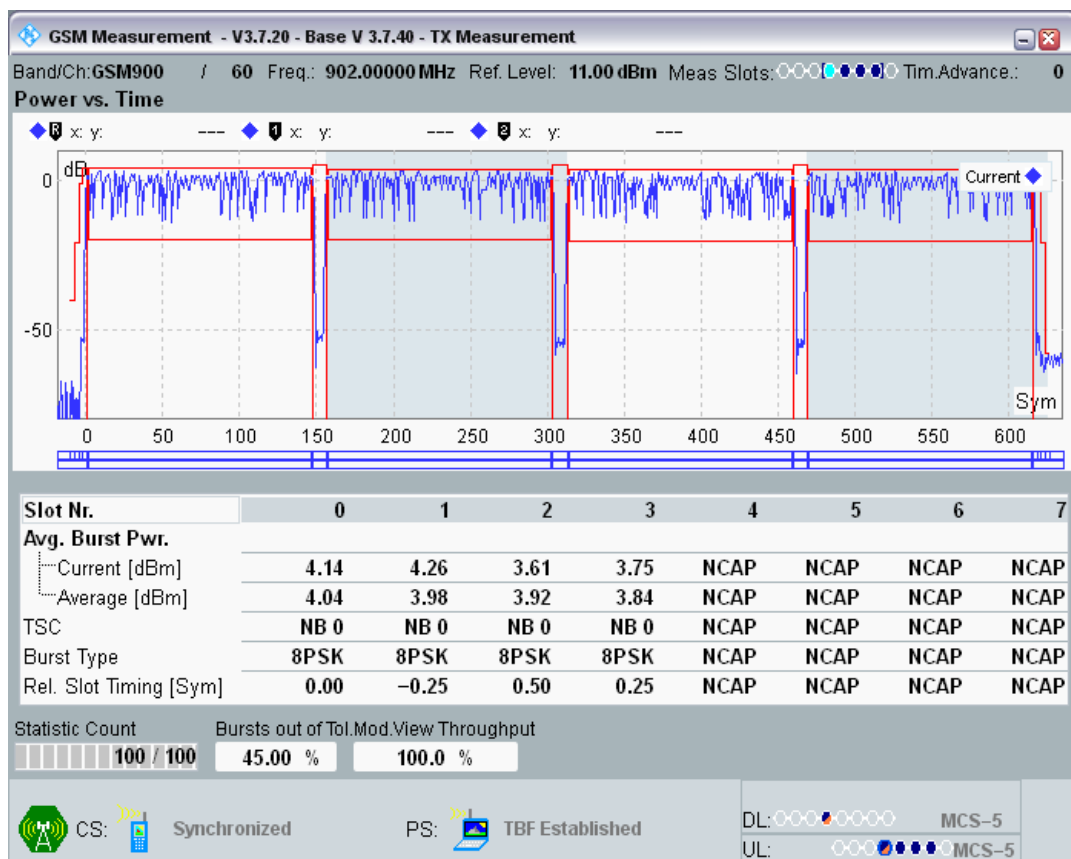 GSM Measurement - V3.7.20 - Base V 3.7.40 - TX Measurement
Band/Ch:GSM900 / 60 Freq.: 902.00000 MHz Ref. Level: 11.00 dBm Meas Slots: Tim.Advance.: 0
Power vs. Time
R x: y: --- 1 x: y: --- 2 x: y: ---
dB
Current
0
-50
Sym
0 50 100 150 200 250 300 350 400 450 500 550 600
Slot Nr. 0 1 2 3 4 5 6 7
Avg. Burst Pwr.
Current [dBm] 4.14 4.26 3.61 3.75 NCAP NCAP NCAP NCAP
Average [dBm] 4.04 3.98 3.92 3.84 NCAP NCAP NCAP NCAP
TSC NB 0 NB 0 NB 0 NB 0 NCAP NCAP NCAP NCAP
Burst Type 8PSK 8PSK 8PSK 8PSK NCAP NCAP NCAP NCAP
Rel. Slot Timing [Sym] 0.00 −0.25 0.50 0.25 NCAP NCAP NCAP NCAP
Statistic Count Bursts out of Tol.Mod.View Throughput
100 / 100 45.00 % 100.0 %
CS: Synchronized PS: TBF Established
DL: MCS−5
UL: MCS−5